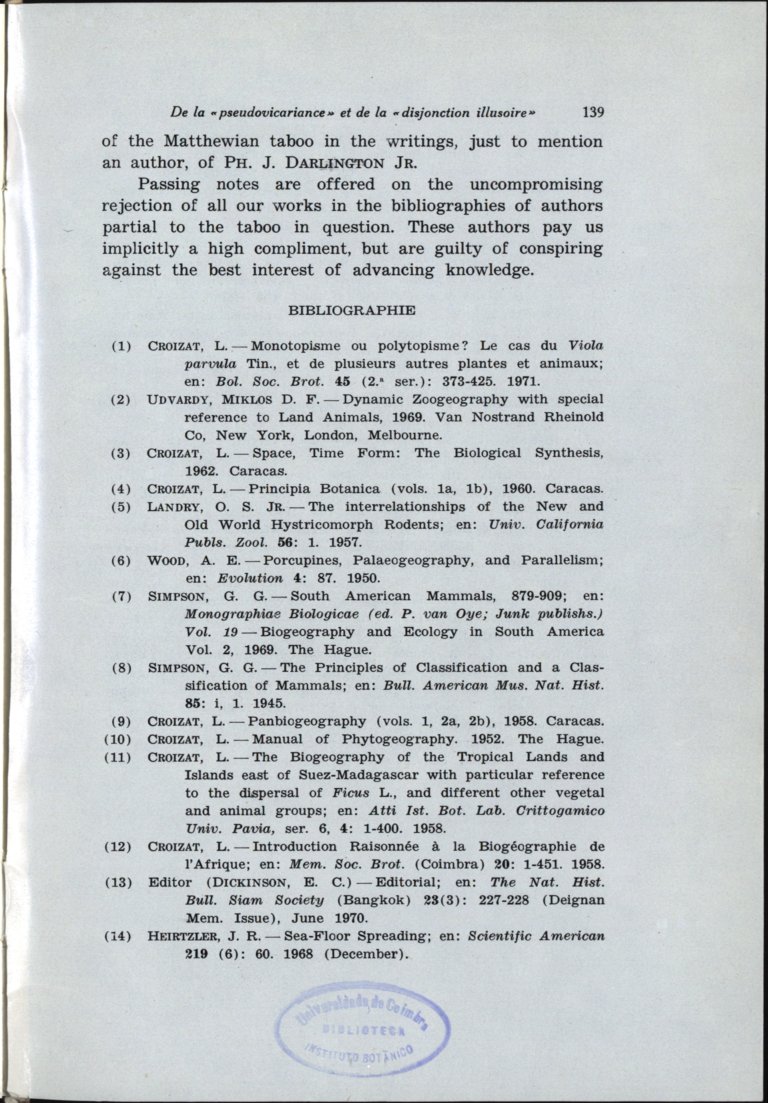 De la «pseudovicariance» et de la «disjonction illusoire» 139
of the Matthewian taboo in the writings, just to mention
an author, of PH. J. DARLINGTON JR.
Passing notes are offered on the uncompromising
rejection of all our works in the bibliographies of authors
partial to the taboo in question. These authors pay us
implicitly a high compliment, but are guilty of conspiring
against the best interest of advancing knowledge.
BIBLIOGRAPHIE
(1) CROIZAT, L. — Monotopisme ou polytopisme? Le cas du Viola
parvula Tin., et de plusieurs autres plantes et animaux;
en: Bol. Soc. Brot. 45 (2.ª ser.): 373-425. 1971.
(2) UDVARDY, MIKLOS D. F. — Dynamic Zoogeography with special
reference to Land Animals, 1969. Van Nostrand Rheinold
Co, New York, London, Melbourne.
(3) CROIZAT, L. — Space, Time Form: The Biological Synthesis,
1962. Caracas.
(4) CROIZAT, L. — Principia Botanica (vols. 1a, 1b), 1960. Caracas.
(5) LANDRY, O. S. JR. — The interrelationships of the New and
Old World Hystricomorph Rodents; en: Univ. California
Publs. Zool. 56: 1. 1957.
(6) WOOD, A. E. — Porcupines, Palaeogeography, and Parallelism;
en: Evolution 4: 87. 1950.
(7) SIMPSON, G. G. — South American Mammals, 879-909; en:
Monographiae Biologicae (ed. P. van Oye; Junk publishs.)
Vol. 19 — Biogeography and Ecology in South America
Vol. 2, 1969. The Hague.
(8) SIMPSON, G. G. — The Principles of Classification and a Clas-
sification of Mammals; en: Bull. American Mus. Nat. Hist.
85: i, 1. 1945.
(9) CROIZAT, L. — Panbiogeography (vols. 1, 2a, 2b), 1958. Caracas.
(10) CROIZAT, L. — Manual of Phytogeography. 1952. The Hague.
(11) CROIZAT, L. — The Biogeography of the Tropical Lands and
Islands east of Suez-Madagascar with particular reference
to the dispersal of Ficus L., and different other vegetal
and animal groups; en: Atti Ist. Bot. Lab. Crittogamico
Univ. Pavia, ser. 6, 4: 1-400. 1958.
(12) CROIZAT, L. — Introduction Raisonnée à la Biogéographie de
l'Afrique; en: Mem. Soc. Brot. (Coimbra) 20: 1-451. 1958.
(13) Editor (DICKINSON, E. C.) — Editorial; en: The Nat. Hist.
Bull. Siam Society (Bangkok) 23(3): 227-228 (Deignan
Mem. Issue), June 1970.
(14) HEIRTZLER, J. R. — Sea-Floor Spreading; en: Scientific American
219 (6): 60. 1968 (December).
Universidade de Coimbra
BIBLIOTECA
INSTITUTO BOTÂNICO